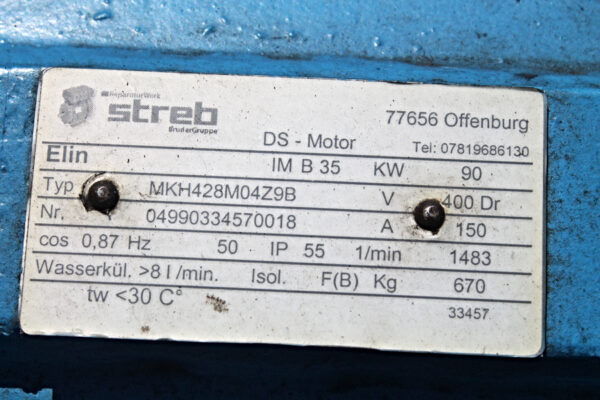 ReparaturWerk
streb
BruderGruppe
77656 Offenburg
DS - Motor Tel: 07819686130
Elin IM B 35 KW 90
Typ MKH428M04Z9B V 400 Dr
Nr. 04990334570018 A 150
cos 0,87 Hz 50 IP 55 1/min 1483
Wasserkül. >8 l /min. Isol. F(B) Kg 670
tw <30 C° 33457